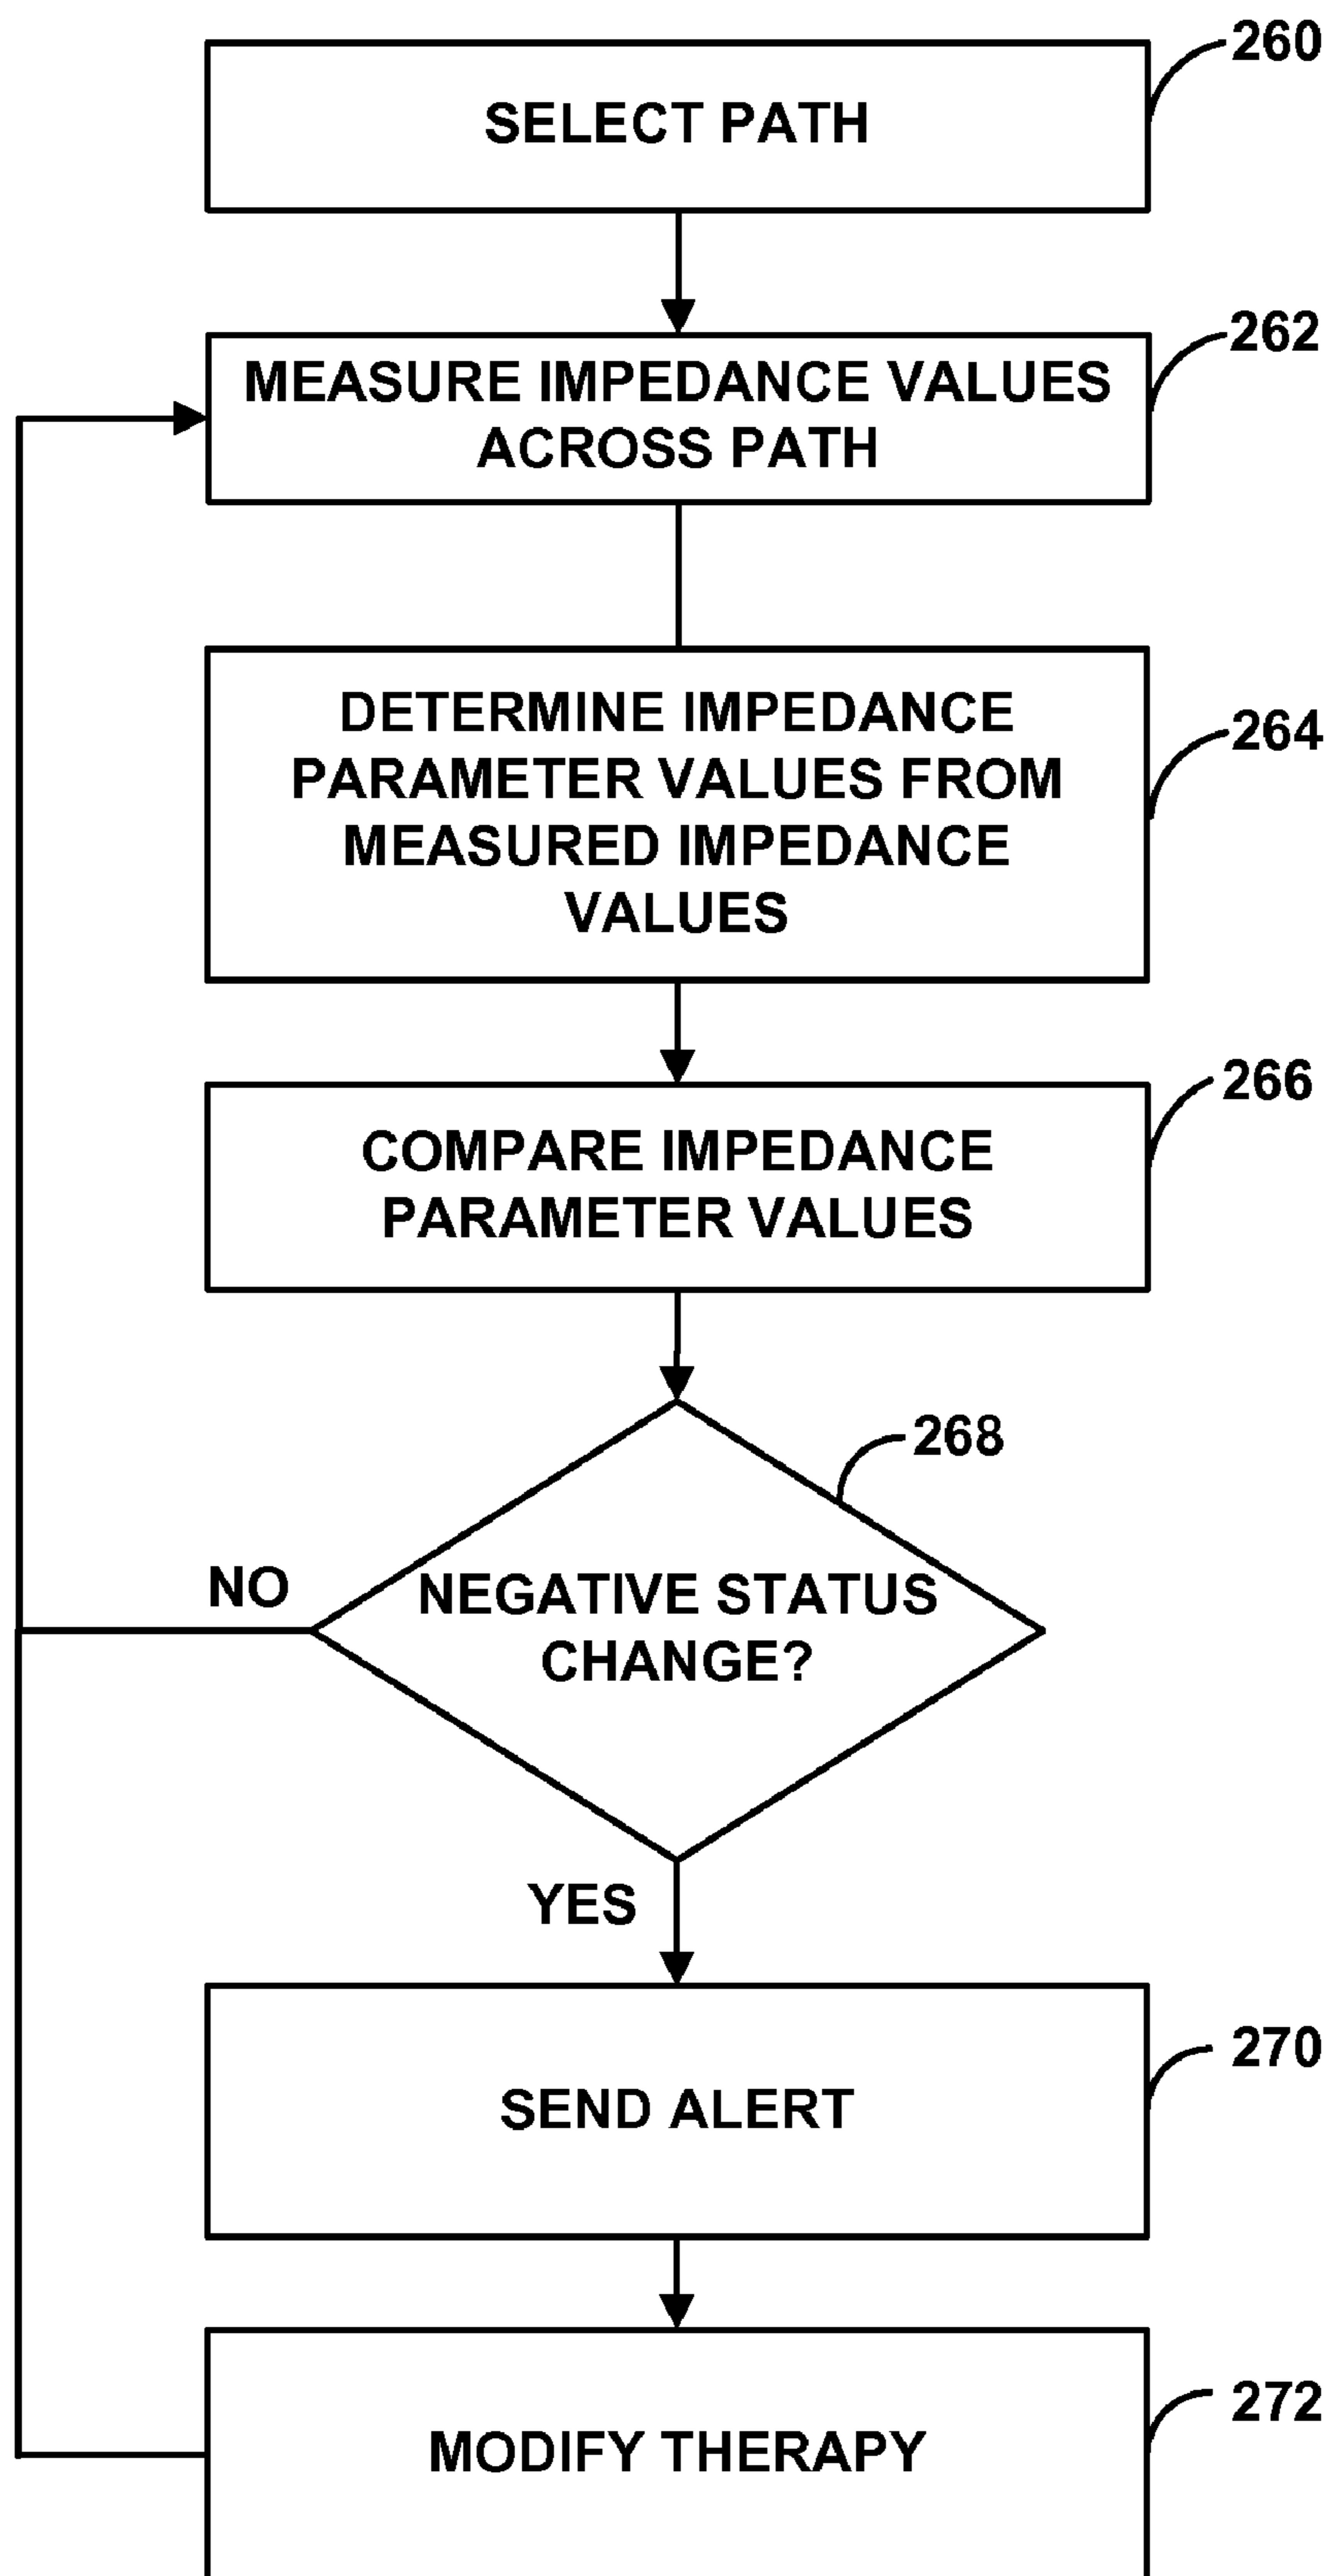 260
SELECT PATH
262
MEASURE IMPEDANCE VALUES
ACROSS PATH
264
DETERMINE IMPEDANCE
PARAMETER VALUES FROM
MEASURED IMPEDANCE
VALUES
266
COMPARE IMPEDANCE
PARAMETER VALUES
268
NO
NEGATIVE STATUS
CHANGE?
YES
270
SEND ALERT
272
MODIFY THERAPY